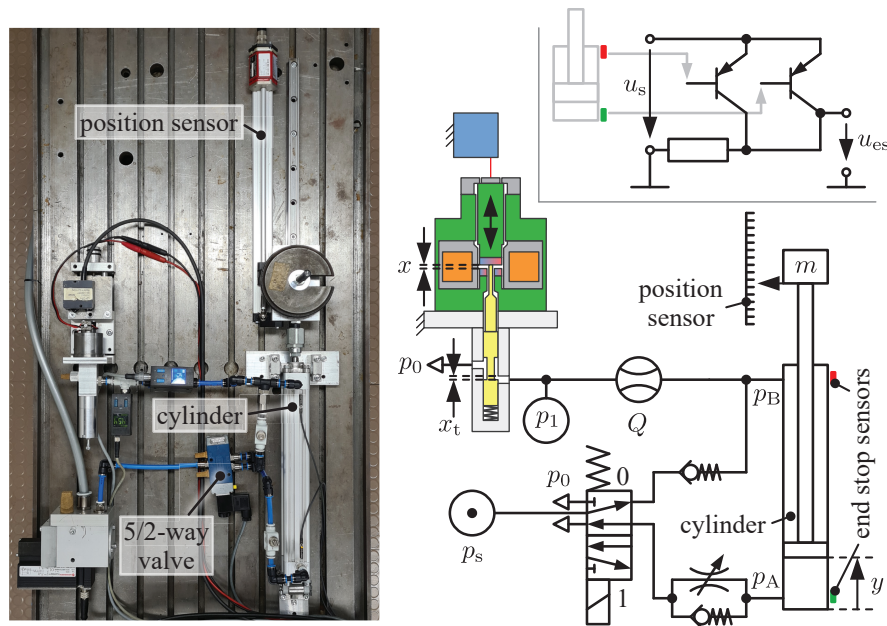 position sensor
cylinder
5/2-way
valve
u_s
u_es
x
m
position
sensor
p_0
x_t
p_1
Q
p_B
p_0
0
p_s
cylinder
end stop sensors
p_A
y
1